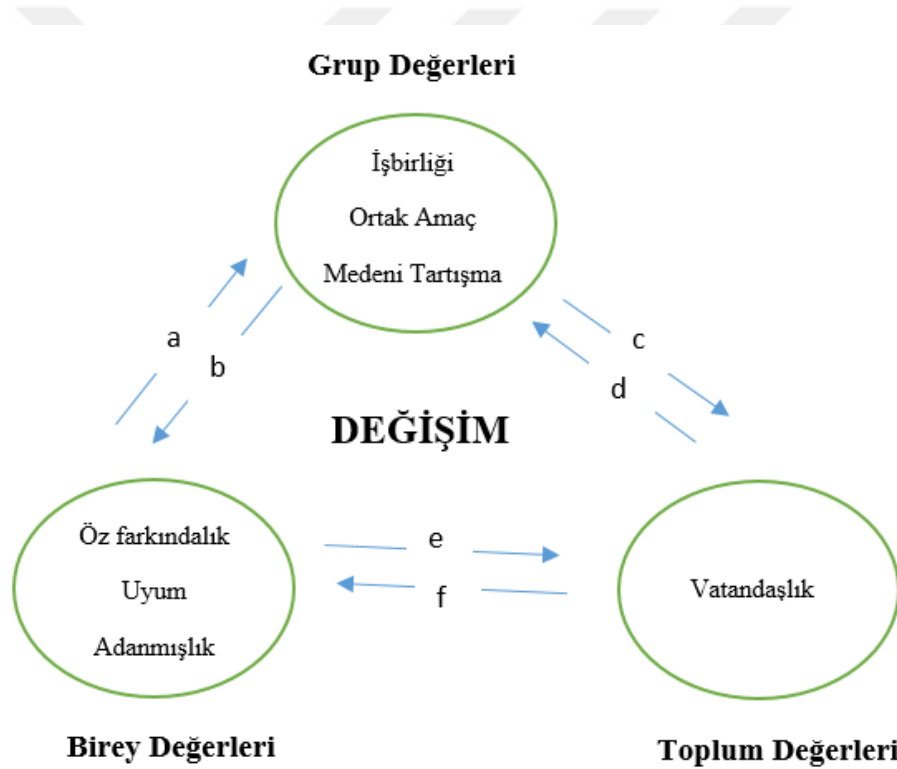 Grup Değerleri
İşbirliği
Ortak Amaç
Medeni Tartışma
a
b
c
d
DEĞİŞİM
Öz farkındalık
Uyum
Adanmışlık
e
f
Vatandaşlık
Birey Değerleri
Toplum Değerleri